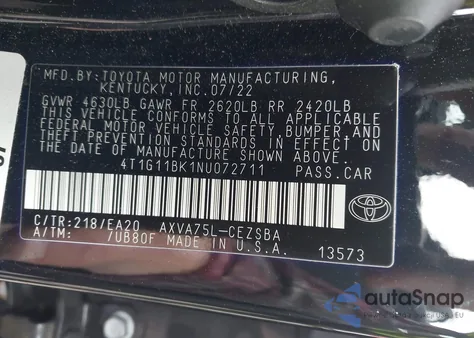 MFD.BY:TOYOTA MOTOR MANUFACTURING,
KENTUCKY, INC. 07/22
GVWR 4630LB GAWR FR 2620LB RR 2420LB
THIS VEHICLE CONFORMS TO ALL APPLICABLE
FEDERAL MOTOR VEHICLE SAFETY, BUMPER, AND
THEFT PREVENTION STANDARDS IN EFFECT ON
THE DATE OF MANUFACTURE SHOWN ABOVE.
4T1G11BK1NU072711 PASS.CAR
C/TR:218/EA20 AXVA75L-CEZSBA
A/TM: 7UB80F MADE IN U.S.A. 13573
autoSnap